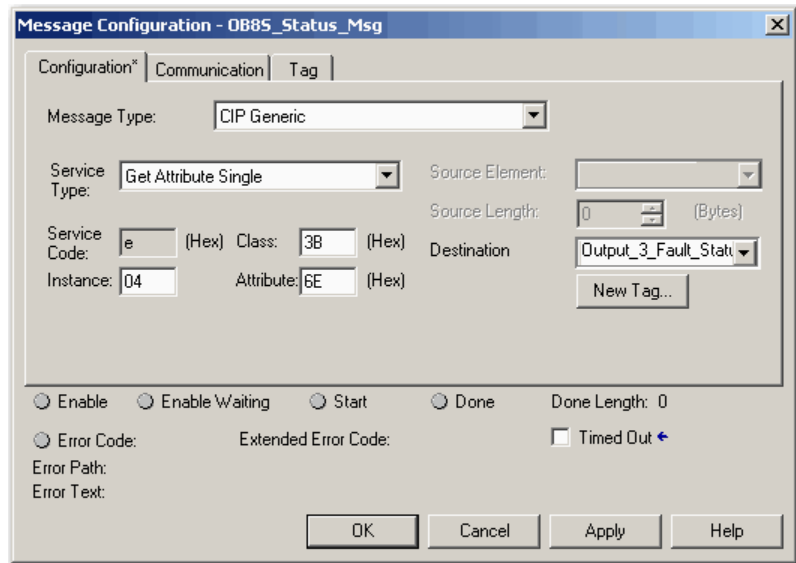 Message Configuration - OB8S_Status_Msg
Configuration* Communication Tag
Message Type: CIP Generic
Service Type: Get Attribute Single
Source Element:
Source Length: 0 (Bytes)
Service Code: e (Hex) Class: 3B (Hex)
Destination Output_3_Fault_Statu
Instance: 04 Attribute: 6E (Hex)
New Tag...
Enable Enable Waiting Start Done Done Length: 0
Error Code: Extended Error Code: Timed Out
Error Path:
Error Text:
OK Cancel Apply Help